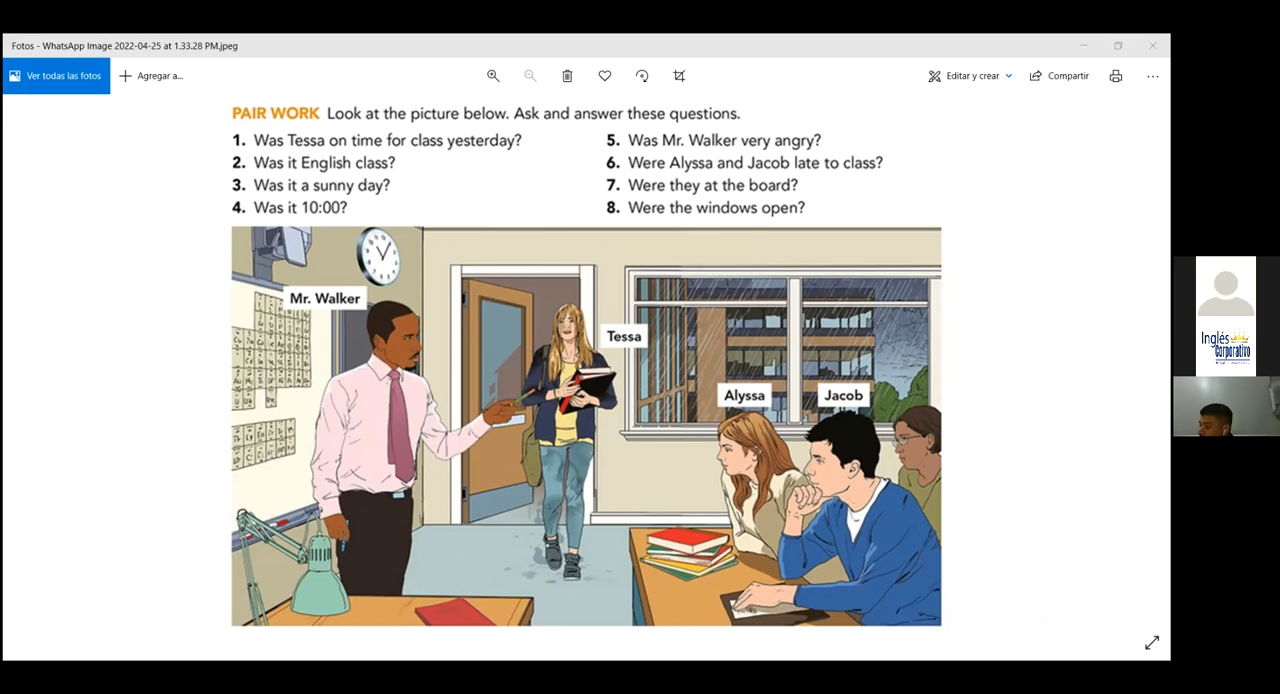 Fotos - WhatsApp Image 2022-04-25 at 1.33.28 PM.jpeg
Ver todas las fotos
Agregar a...
Editar y crear
Compartir
PAIR WORK Look at the picture below. Ask and answer these questions.
1. Was Tessa on time for class yesterday?
2. Was it English class?
3. Was it a sunny day?
4. Was it 10:00?
5. Was Mr. Walker very angry?
6. Were Alyssa and Jacob late to class?
7. Were they at the board?
8. Were the windows open?
Mr. Walker
Tessa
Alyssa
Jacob
Inglés
Corporativo